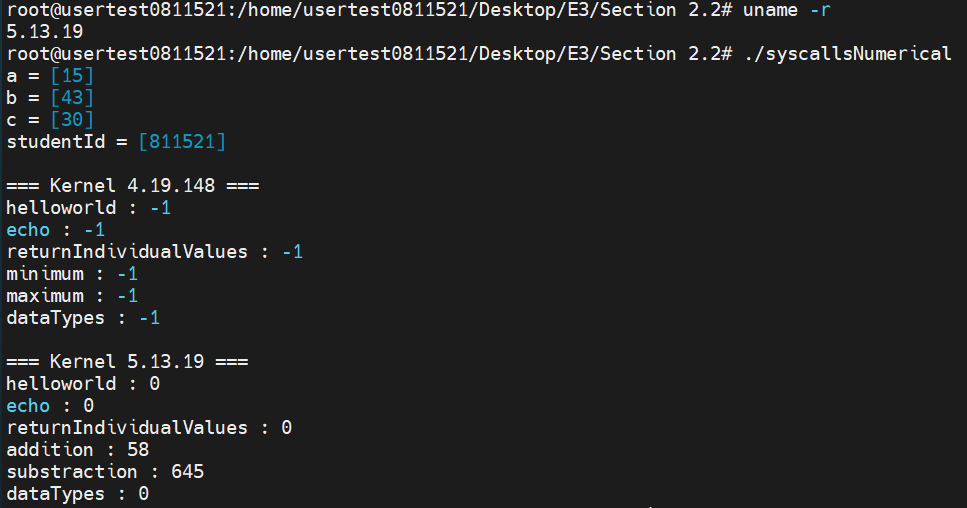 root@usertest0811521:/home/usertest0811521/Desktop/E3/Section 2.2# uname -r
5.13.19
root@usertest0811521:/home/usertest0811521/Desktop/E3/Section 2.2# ./syscallsNumerical
a = [15]
b = [43]
c = [30]
studentId = [811521]
=== Kernel 4.19.148 ===
helloworld : -1
echo : -1
returnIndividualValues : -1
minimum : -1
maximum : -1
dataTypes : -1
=== Kernel 5.13.19 ===
helloworld : 0
echo : 0
returnIndividualValues : 0
addition : 58
substraction : 645
dataTypes : 0